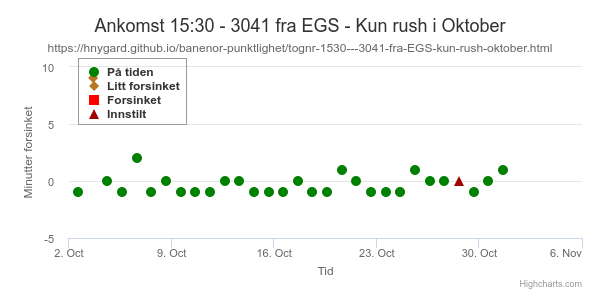 Ankomst 15:30 - 3041 fra EGS - Kun rush i Oktober
https://hnygard.github.io/banenor-punktlighet/tognr-1530---3041-fra-EGS-kun-rush-oktober.html
På tiden
Litt forsinket
Forsinket
Innstilt
Minutter forsinket
10
5
0
-5
2. Oct
9. Oct
16. Oct
23. Oct
30. Oct
6. Nov
Tid
Highcharts.com